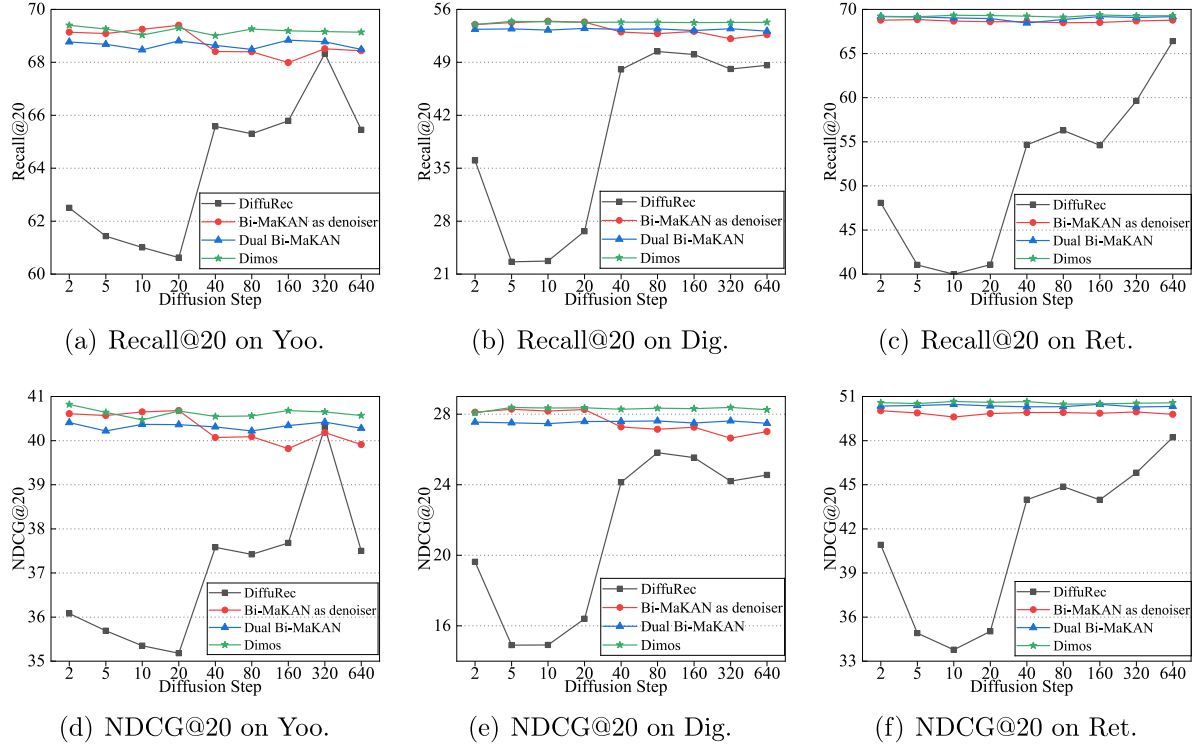 Recall@20
70
68
66
64
62
60
DiffuRec
Bi-MaKAN as denoiser
Dual Bi-MaKAN
Dimos
2 5 10 20 40 80 160 320 640
Diffusion Step
(a) Recall@20 on Yoo.
Recall@20
56
49
42
35
28
21
DiffuRec
Bi-MaKAN as denoiser
Dual Bi-MaKAN
Dimos
2 5 10 20 40 80 160 320 640
Diffusion Step
(b) Recall@20 on Dig.
Recall@20
70
65
60
55
50
45
40
DiffuRec
Bi-MaKAN as denoiser
Dual Bi-MaKAN
Dimos
2 5 10 20 40 80 160 320 640
Diffusion Step
(c) Recall@20 on Ret.
NDCG@20
41
40
39
38
37
36
35
DiffuRec
Bi-MaKAN as denoiser
Dual Bi-MaKAN
Dimos
2 5 10 20 40 80 160 320 640
Diffusion Step
(d) NDCG@20 on Yoo.
NDCG@20
28
24
20
16
DiffuRec
Bi-MaKAN as denoiser
Dual Bi-MaKAN
Dimos
2 5 10 20 40 80 160 320 640
Diffusion Step
(e) NDCG@20 on Dig.
NDCG@20
51
48
45
42
39
36
33
DiffuRec
Bi-MaKAN as denoiser
Dual Bi-MaKAN
Dimos
2 5 10 20 40 80 160 320 640
Diffusion Step
(f) NDCG@20 on Ret.